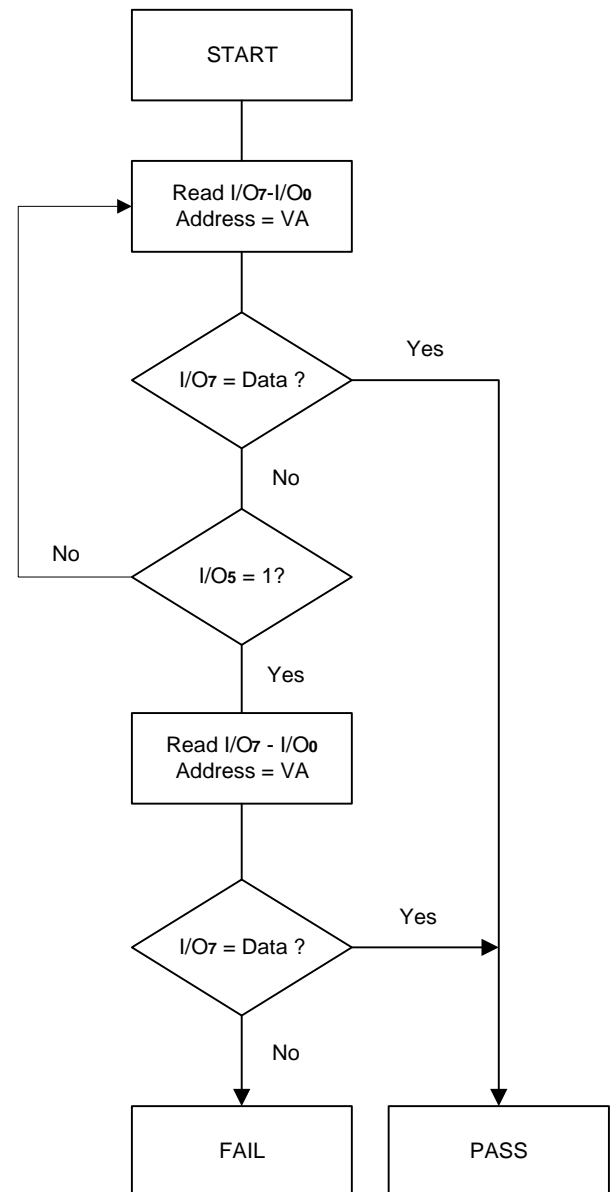 START
Read I/O7-I/O0
Address = VA
Yes
I/O7 = Data ?
No
No
I/O5 = 1?
Yes
Read I/O7 - I/O0
Address = VA
Yes
I/O7 = Data ?
No
FAIL
PASS